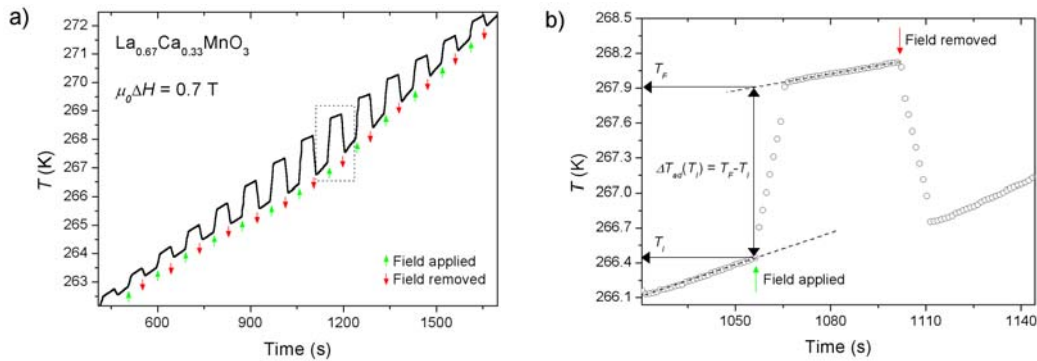 a)
La0.67Ca0.33MnO3
μ0ΔH = 0.7 T
T (K)
272
271
270
269
268
267
266
265
264
263
Field applied
Field removed
600 900 1200 1500
Time (s)
b)
268.5
268.2
267.9
267.6
267.3
267.0
266.7
266.4
266.1
T (K)
Field removed
TF
ΔTad(TI) = TF-TI
TI
Field applied
1050 1080 1110 1140
Time (s)